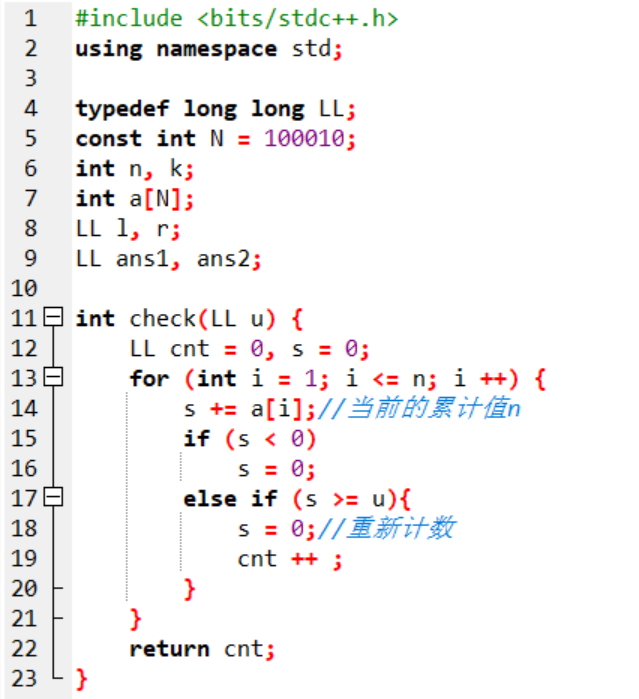 1 #include <bits/stdc++.h>
2 using namespace std;
3
4 typedef long long LL;
5 const int N = 100010;
6 int n, k;
7 int a[N];
8 LL l, r;
9 LL ans1, ans2;
10
11 int check(LL u) {
12     LL cnt = 0, s = 0;
13     for (int i = 1; i <= n; i ++) {
14         s += a[i];//当前的累计值n
15         if (s < 0)
16             s = 0;
17         else if (s >= u){
18             s = 0;//重新计数
19             cnt ++ ;
20         }
21     }
22     return cnt;
23 }